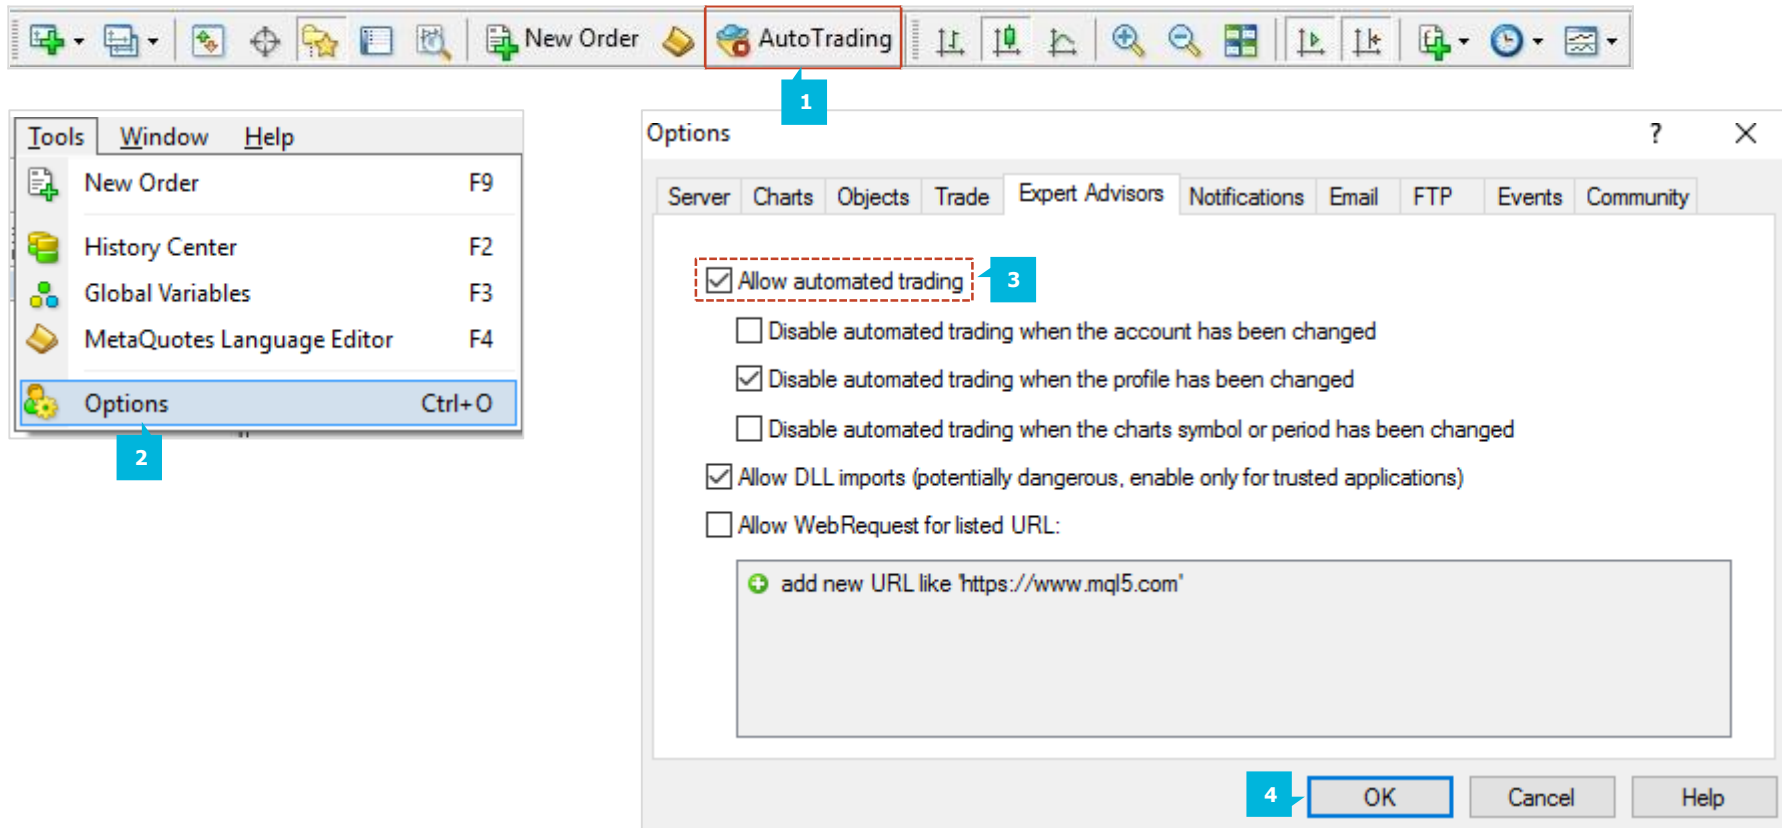 New Order AutoTrading
1
Tools Window Help
New Order F9
History Center F2
Global Variables F3
MetaQuotes Language Editor F4
Options Ctrl+O
2
Options ?
Server Charts Objects Trade Expert Advisors Notifications Email FTP Events Community
Allow automated trading 3
Disable automated trading when the account has been changed
Disable automated trading when the profile has been changed
Disable automated trading when the charts symbol or period has been changed
Allow DLL imports (potentially dangerous, enable only for trusted applications)
Allow WebRequest for listed URL:
add new URL like 'https://www.mql5.com'
4 OK Cancel Help